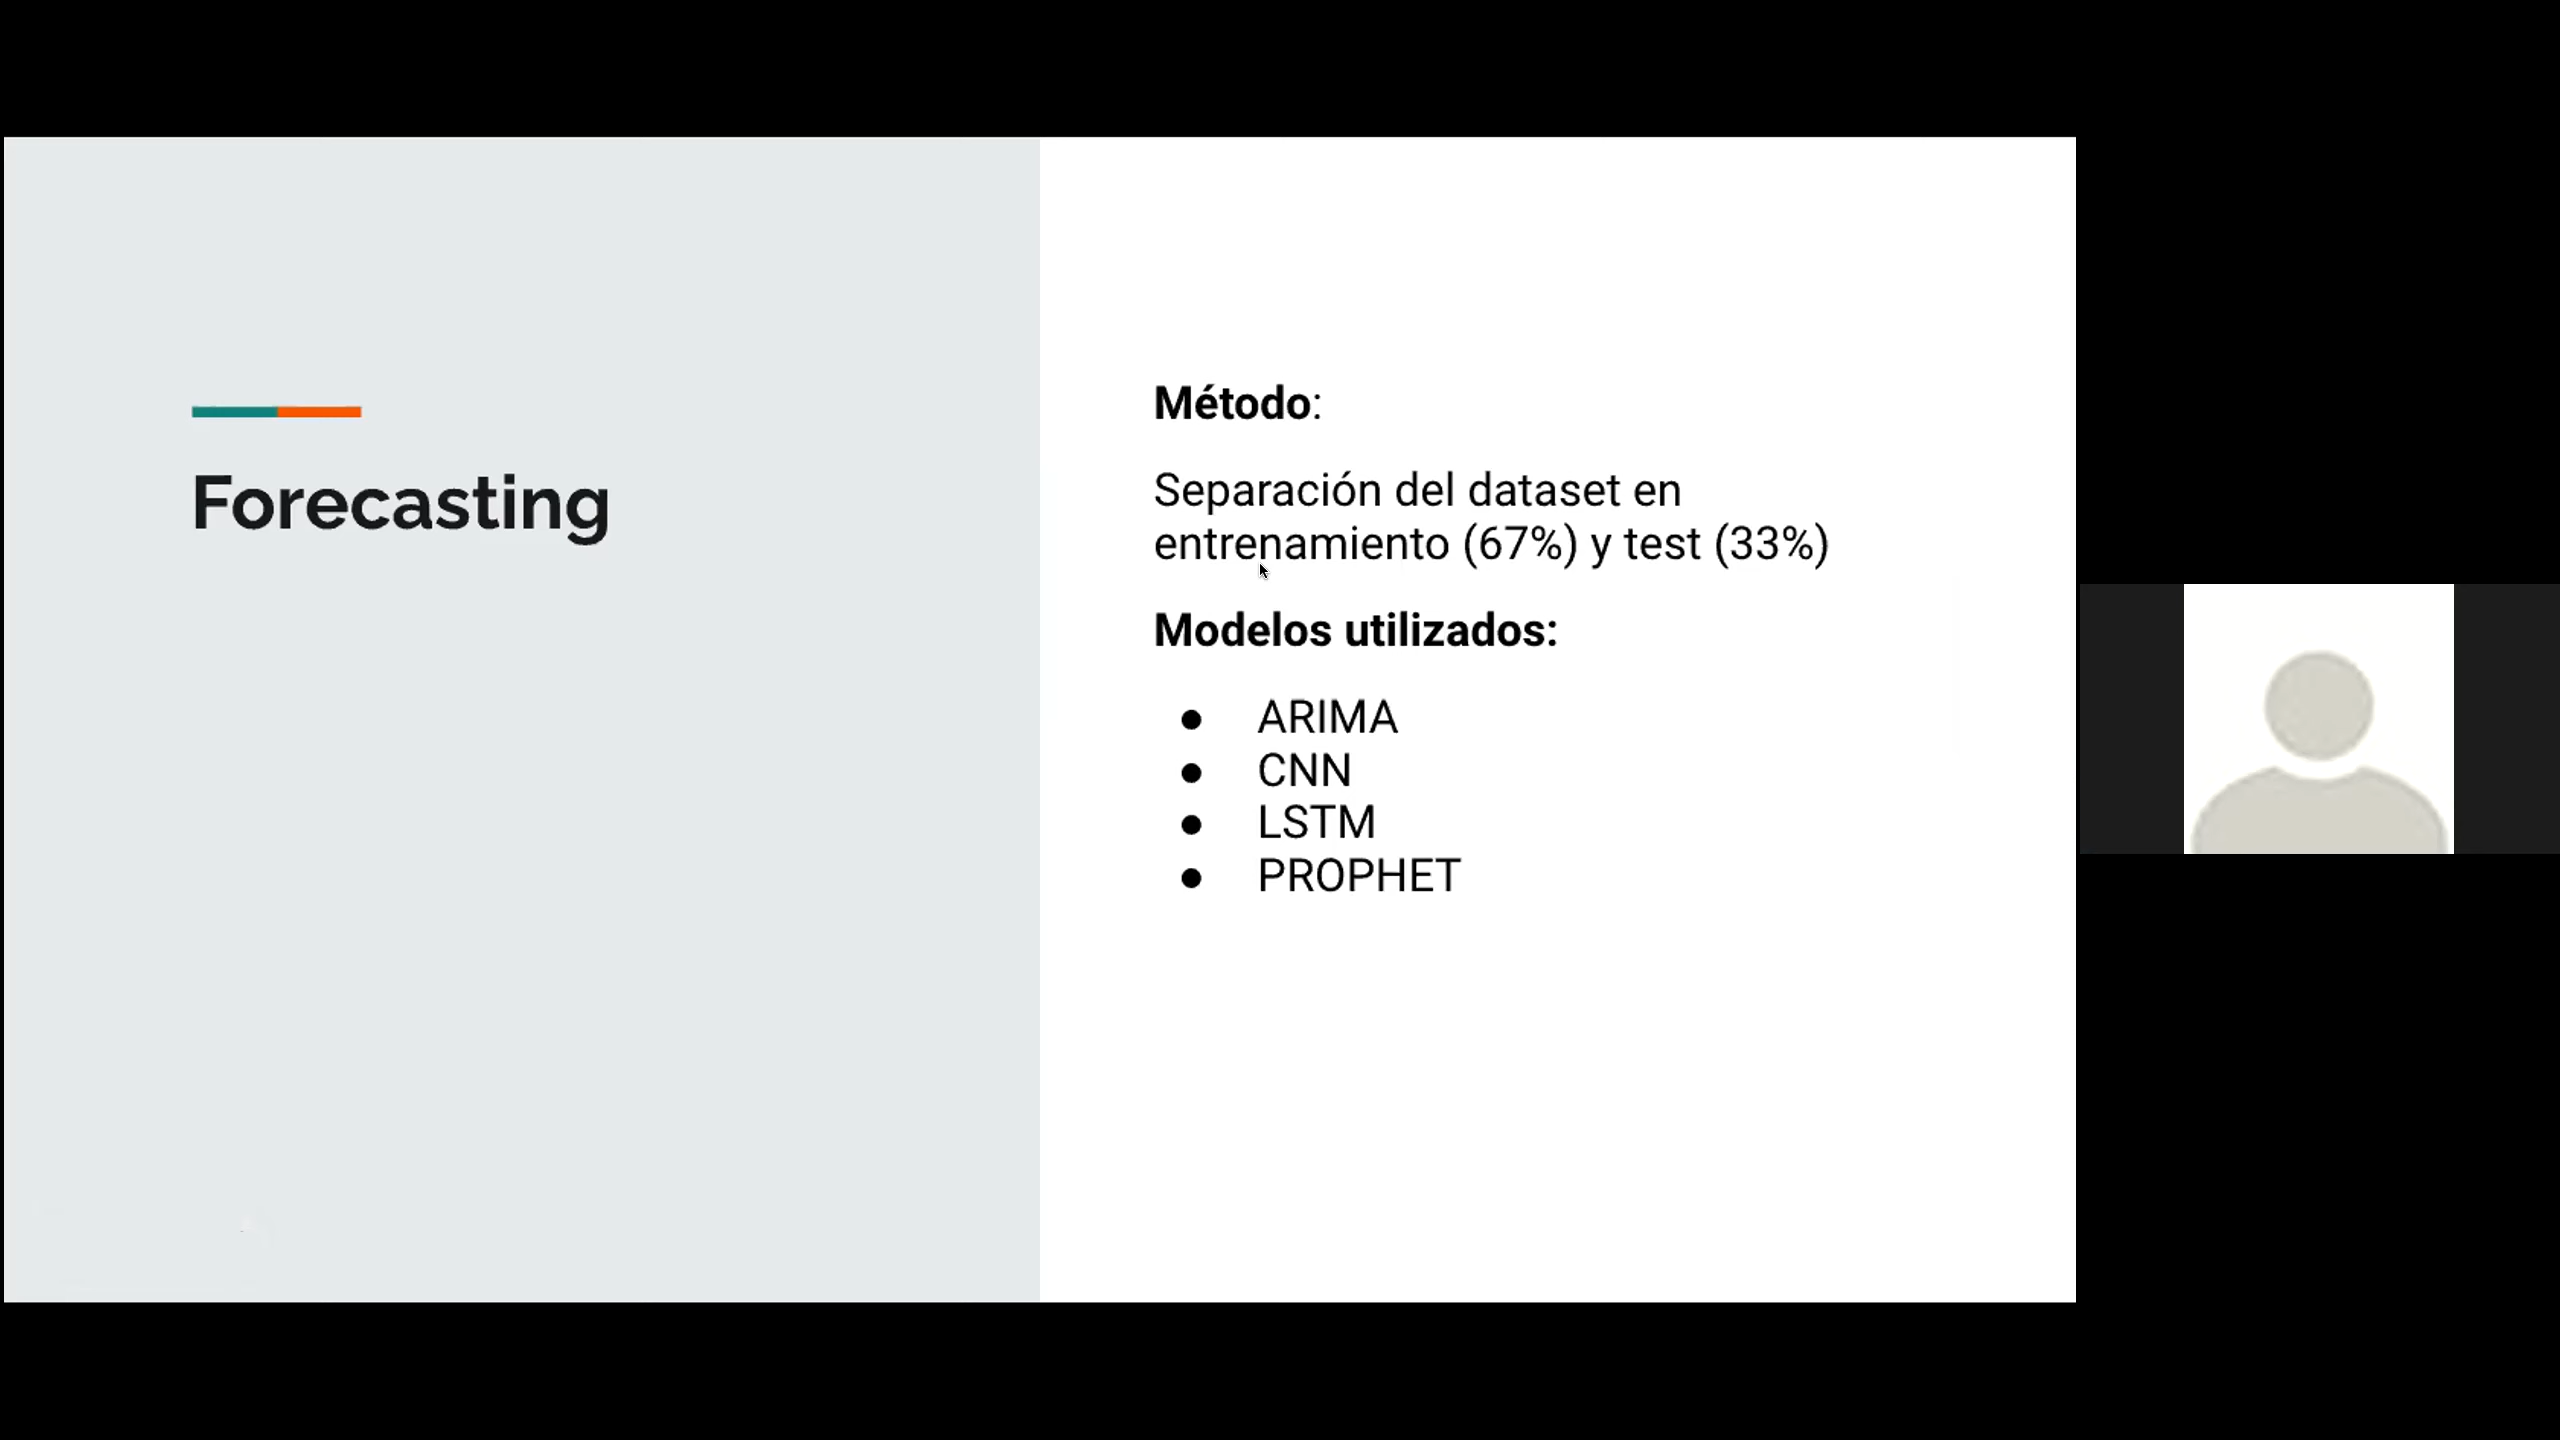 Forecasting
Método:
Separación del dataset en
entrenamiento (67%) y test (33%)
Modelos utilizados:
● ARIMA
● CNN
● LSTM
● PROPHET